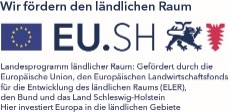 Wir fördern den ländlichen Raum
EU.SH
Landesprogramm ländlicher Raum: Gefördert durch die
Europäische Union, den Europäischen Landwirtschaftsfonds
für die Entwicklung des ländlichen Raums (ELER),
den Bund und das Land Schleswig-Holstein
Hier investiert Europa in die ländlichen Gebiete